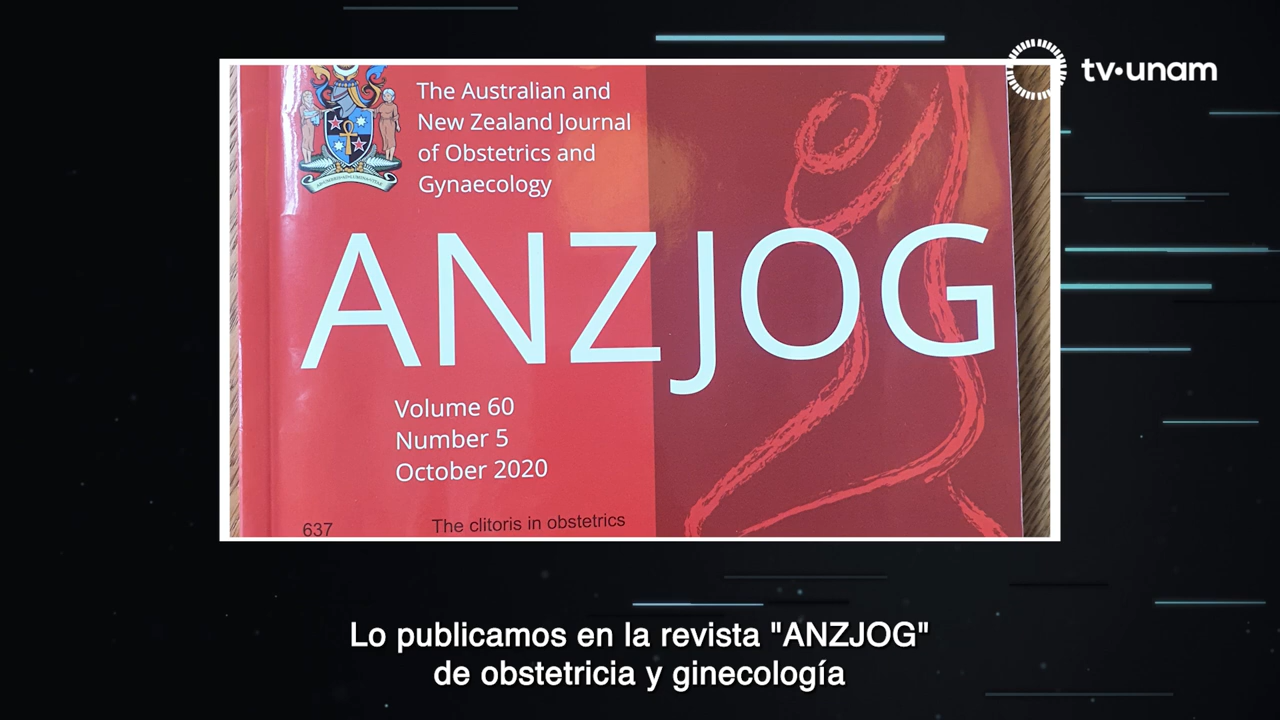 tv·unam
The Australian and
New Zealand Journal
of Obstetrics and
Gynaecology
ANZJOG
Volume 60
Number 5
October 2020
637 The clitoris in obstetrics
Lo publicamos en la revista "ANZJOG"
de obstetricia y ginecología